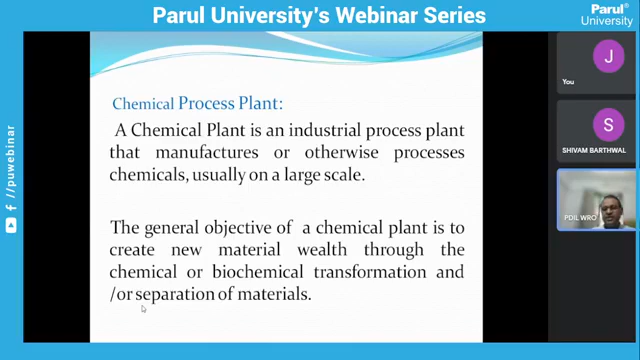 Parul University's Webinar Series
Parul®
University
Chemical Process Plant:
A Chemical Plant is an industrial process plant
that manufactures or otherwise processes
chemicals, usually on a large scale.
The general objective of a chemical plant is to
create new material wealth through the
chemical or biochemical transformation and
/or separation of materials.
J
You
S
SHIVAM BARTHWAL
PDIL WRO
f //puwebinar